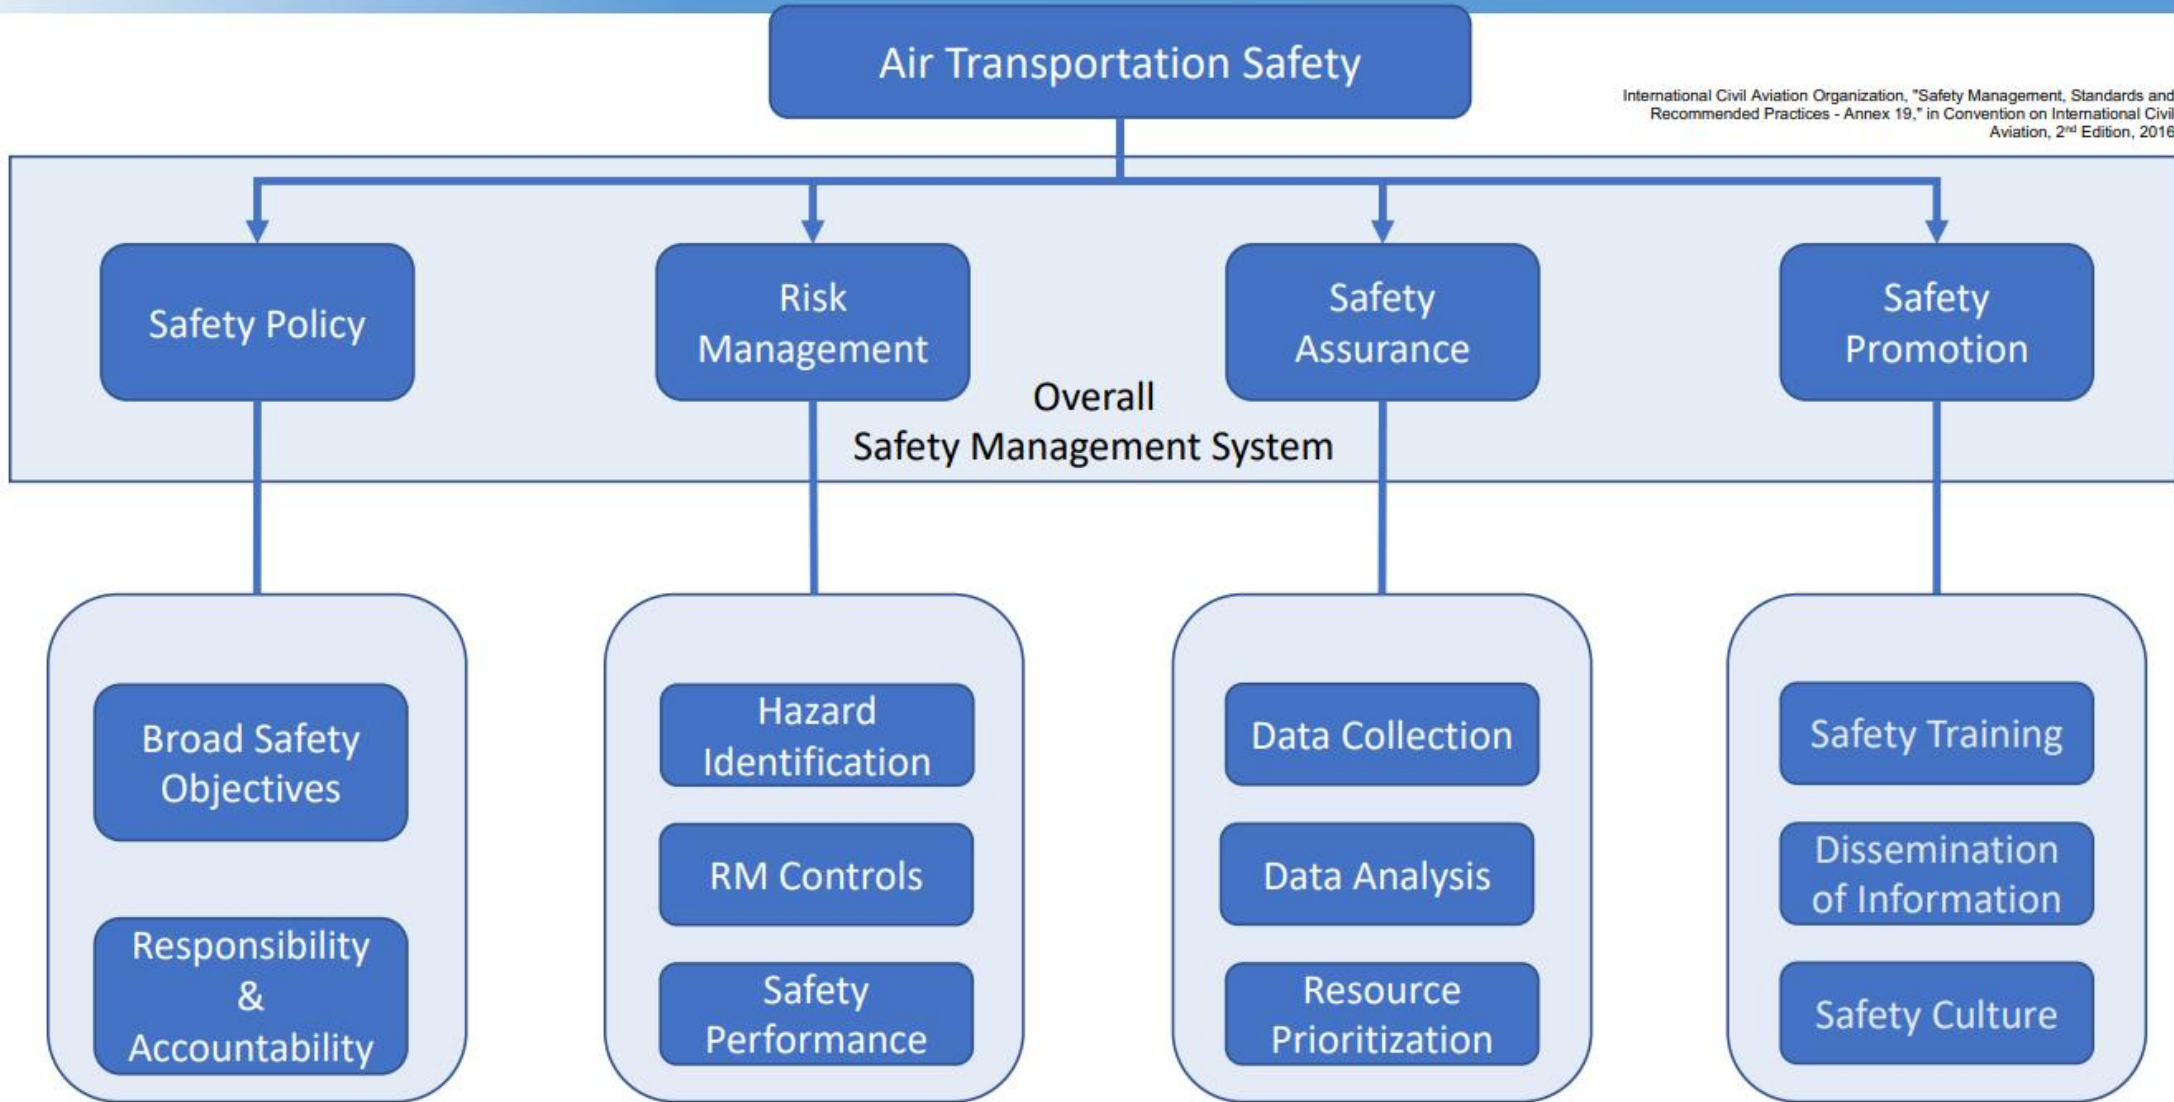 Air Transportation Safety
International Civil Aviation Organization, "Safety Management, Standards and
Recommended Practices - Annex 19," in Convention on International Civil
Aviation, 2nd Edition, 2016
Safety Policy
Risk
Management
Safety
Assurance
Safety
Promotion
Overall
Safety Management System
Broad Safety
Objectives
Responsibility
&
Accountability
Hazard
Identification
RM Controls
Safety
Performance
Data Collection
Data Analysis
Resource
Prioritization
Safety Training
Dissemination
of Information
Safety Culture